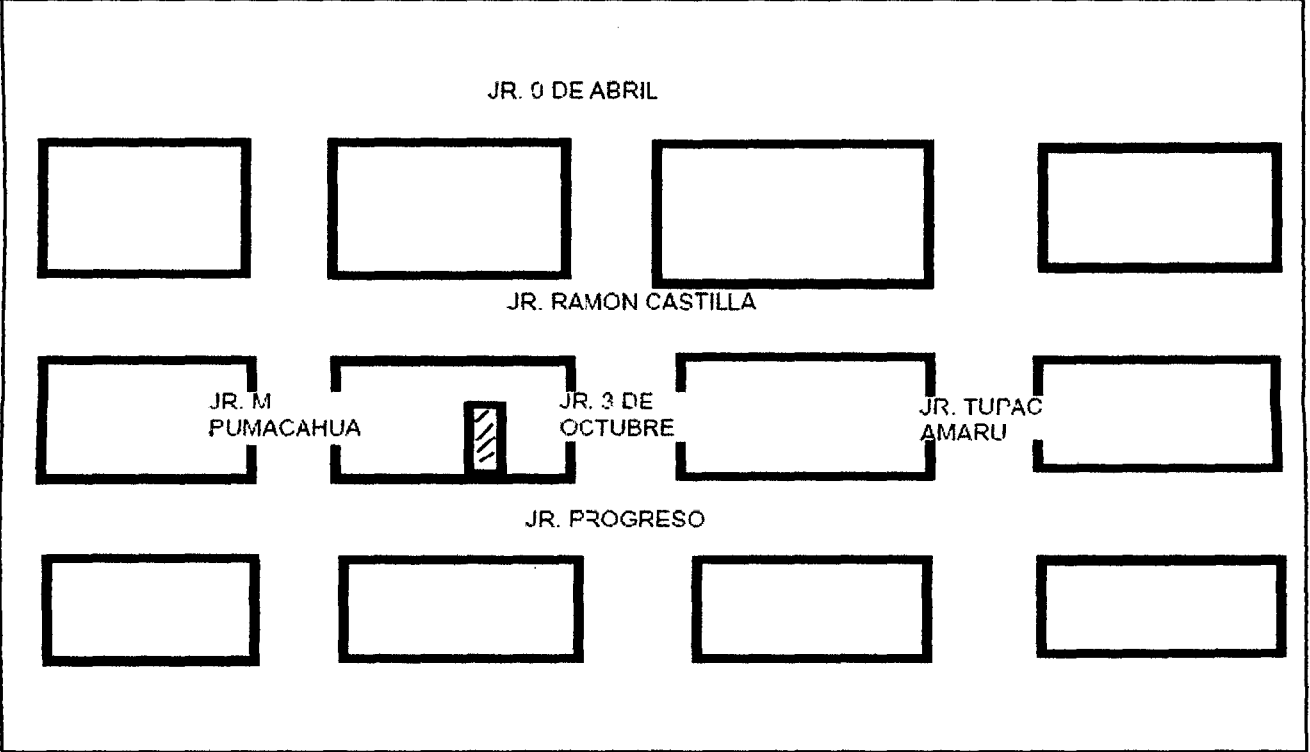 JR. 0 DE ABRIL
JR. RAMON CASTILLA
JR. M
PUMACAHUA
JR. 3 DE
OCTUBRE
JR. TUPAC
AMARU
JR. PROGRESO